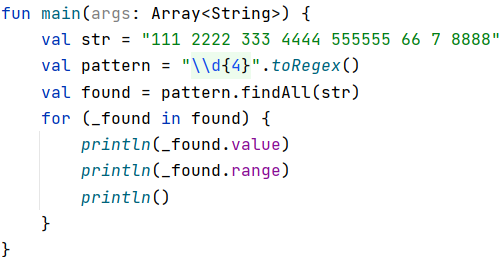 fun main(args: Array<String>) {
    val str = "111 2222 333 4444 555555 66 7 8888"
    val pattern = "\\d{4}".toRegex()
    val found = pattern.findAll(str)
    for (_found in found) {
        println(_found.value)
        println(_found.range)
        println()
    }
}